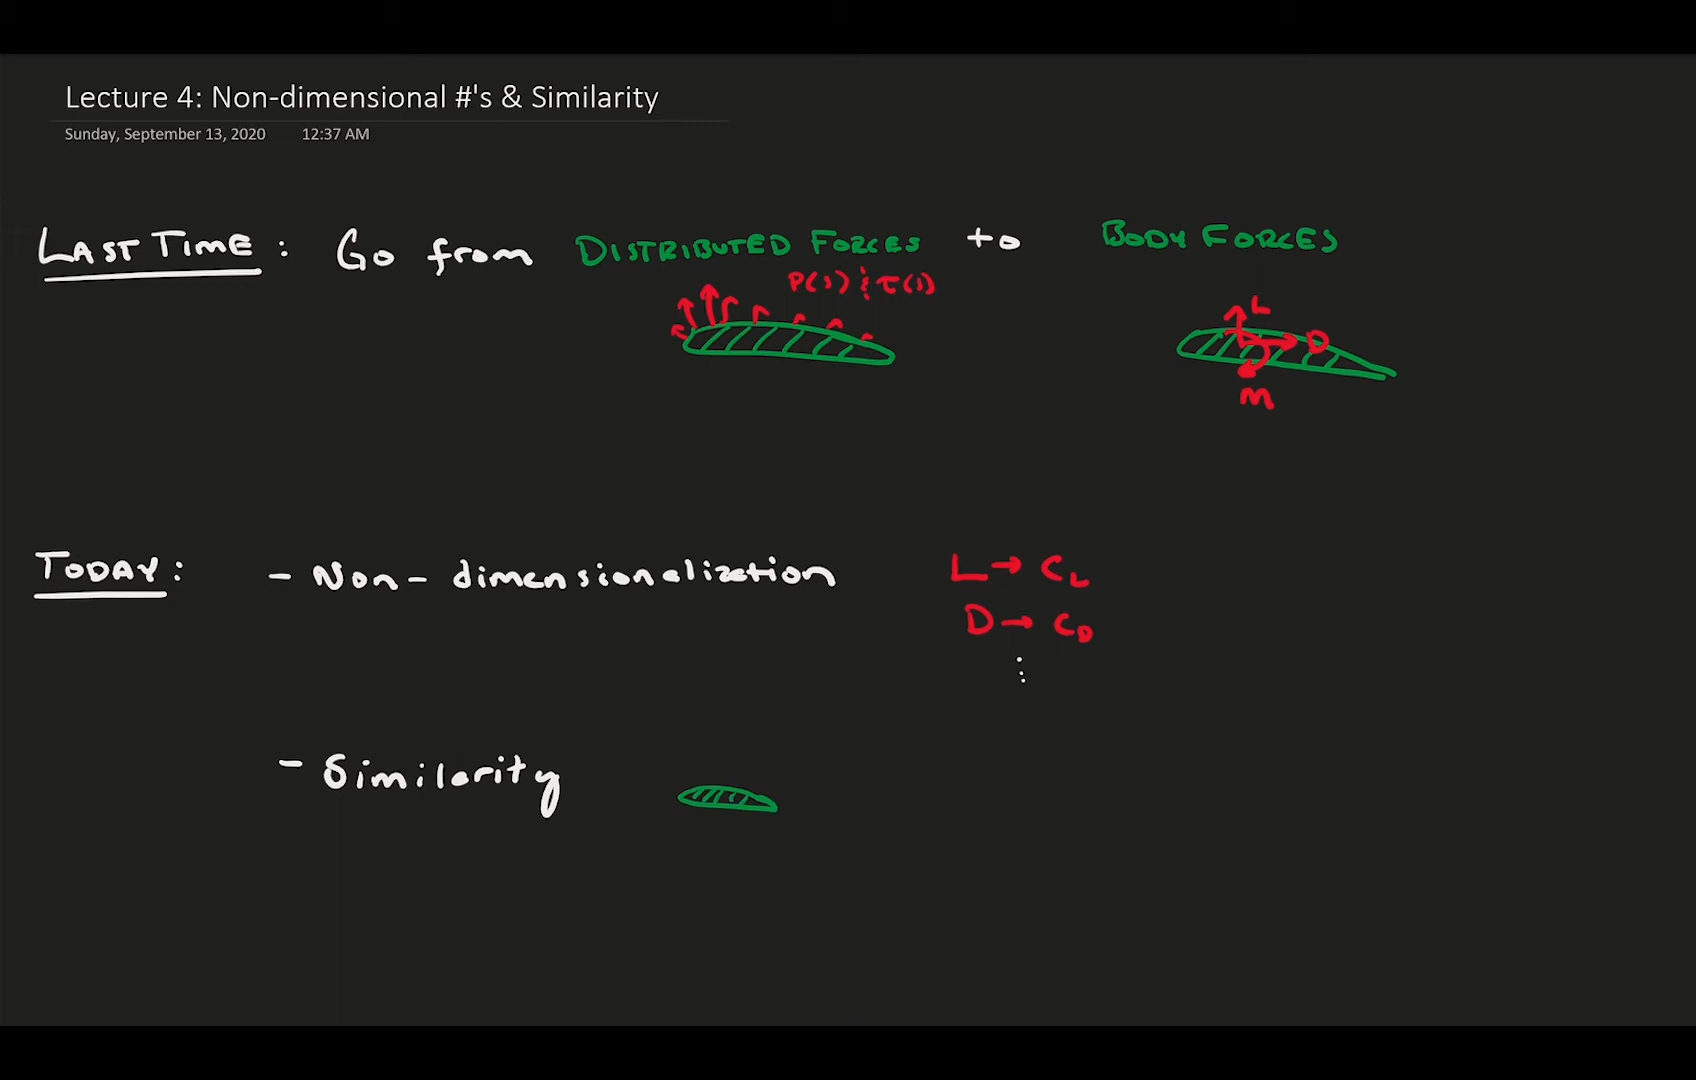 Lecture 4: Non-dimensional #'s & Similarity
Sunday, September 13, 2020 12:37 AM
LAST TIME: Go from DISTRIBUTED FORCES to BODY FORCES
P(s) & τ(s)
L
D
M
TODAY: - Non-dimensionalization L → CL
D → CD
⋮
- Similarity